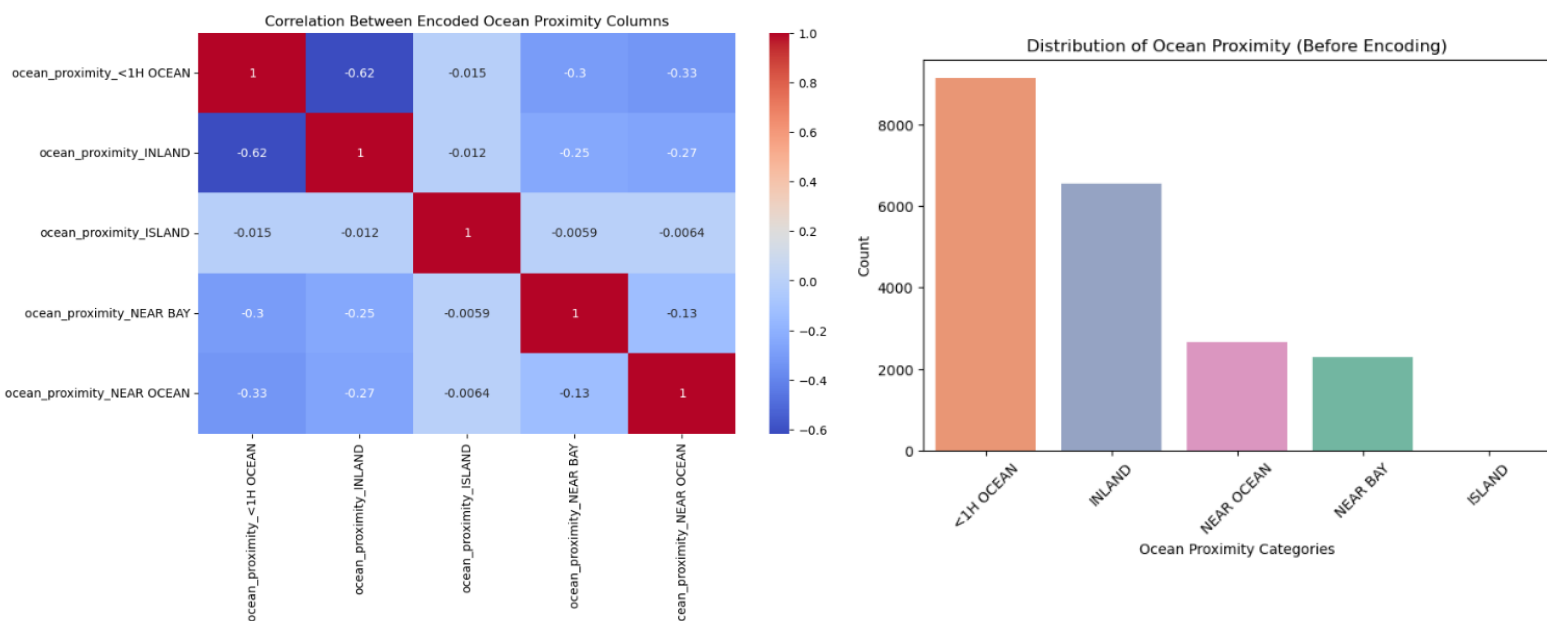 Correlation Between Encoded Ocean Proximity Columns
ocean_proximity_<1H OCEAN
1 -0.62 -0.015 -0.3 -0.33
ocean_proximity_INLAND
-0.62 1 -0.012 -0.25 -0.27
ocean_proximity_ISLAND
-0.015 -0.012 1 -0.0059 -0.0064
ocean_proximity_NEAR BAY
-0.3 -0.25 -0.0059 1 -0.13
ocean_proximity_NEAR OCEAN
-0.33 -0.27 -0.0064 -0.13 1
ocean_proximity_<1H OCEAN
ocean_proximity_INLAND
ocean_proximity_ISLAND
ocean_proximity_NEAR BAY
ocean_proximity_NEAR OCEAN
1.0
0.8
0.6
0.4
0.2
0.0
−0.2
−0.4
−0.6
Distribution of Ocean Proximity (Before Encoding)
Count
8000
6000
4000
2000
0
<1H OCEAN
INLAND
NEAR OCEAN
NEAR BAY
ISLAND
Ocean Proximity Categories